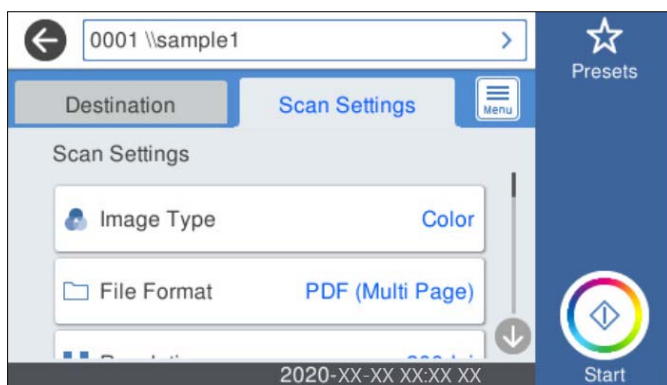 0001 \\sample1
Presets
Destination
Scan Settings
Menu
Scan Settings
Image Type
Color
File Format
PDF (Multi Page)
2020-XX-XX XX:XX XX
Start